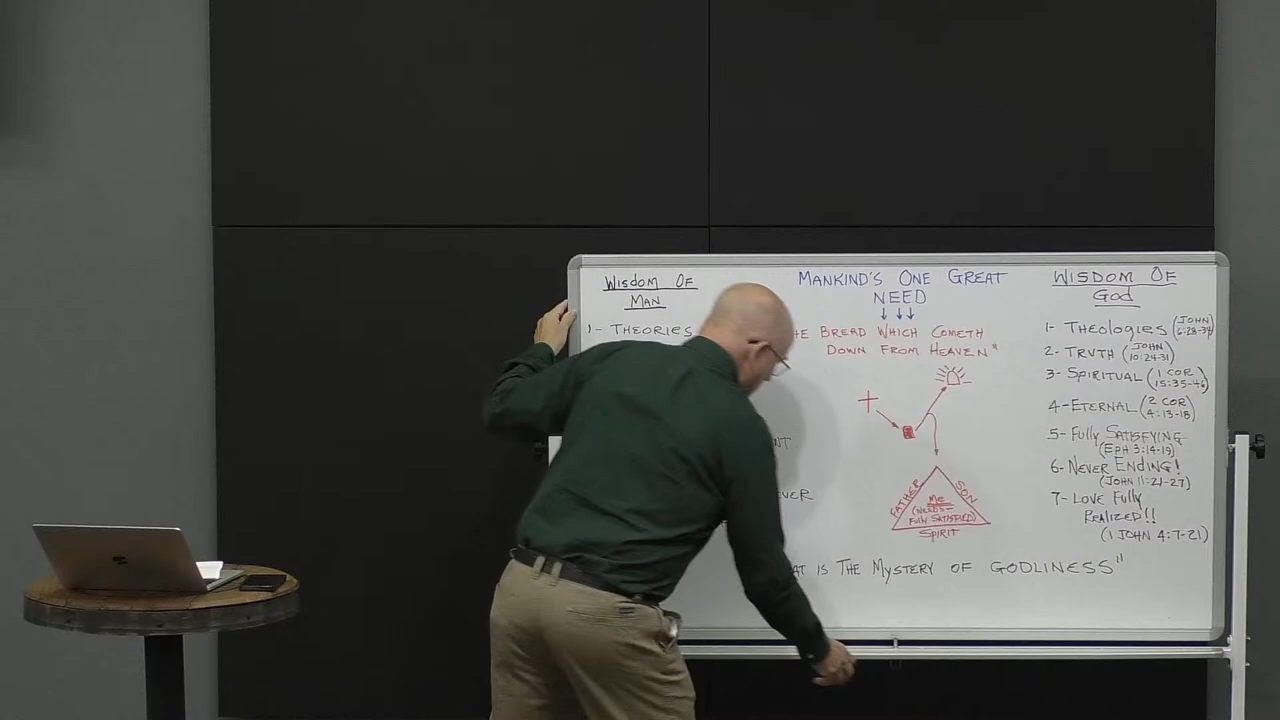 WISDOM OF
MAN
1- THEORIES
NT
EVER
MANKIND'S ONE GREAT
NEED
HE BREAD WHICH COMETH
DOWN FROM HEAVEN"
FATHER
SON
ME
(NEEDS-
FULLY SATISFIED)
SPIRIT
AT IS THE MYSTERY OF GODLINESS"
WISDOM OF
GOD
1- THEOLOGIES (JOHN
6:28-34)
2- TRUTH (JOHN
10:24-31)
3- SPIRITUAL (1 COR
15:35-46)
4- ETERNAL (2 COR
4:13-18)
5- FULLY SATISFYING
(EPH 3:14-19)
6- NEVER ENDING!
(JOHN 11:21-27)
7- LOVE FULLY
REALIZED!!
(1 JOHN 4:7-21)